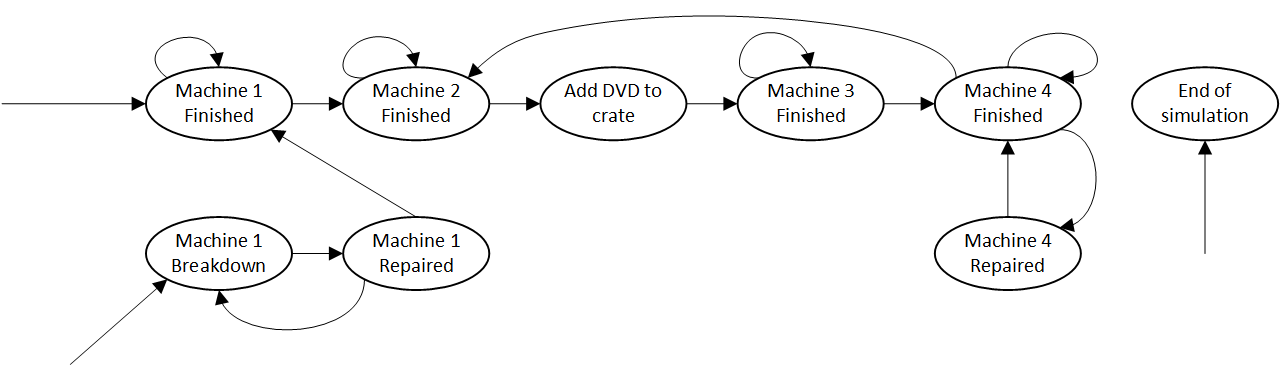 Machine 1
Finished
Machine 2
Finished
Add DVD to
crate
Machine 3
Finished
Machine 4
Finished
End of
simulation
Machine 1
Breakdown
Machine 1
Repaired
Machine 4
Repaired